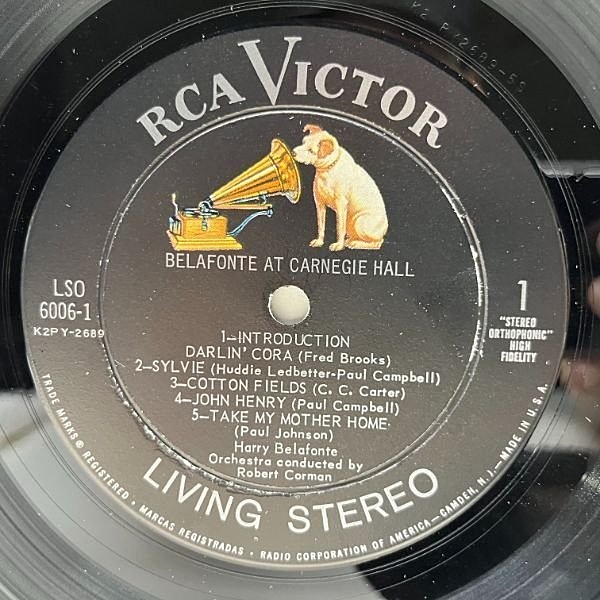 RCA VICTOR
BELAFONTE AT CARNEGIE HALL
LSO
6006-1
K2PY-2689
1
"STEREO
ORTHOPHONIC"
HIGH
FIDELITY
1—INTRODUCTION
DARLIN' CORA (Fred Brooks)
2—SYLVIE (Huddie Ledbetter-Paul Campbell)
3—COTTON FIELDS (C. C. Carter)
4—JOHN HENRY (Paul Campbell)
5—TAKE MY MOTHER HOME
(Paul Johnson)
Harry Belafonte
Orchestra conducted by
Robert Corman
LIVING STEREO
TRADE MARKS ® REGISTERED • MARCAS REGISTRADAS • RADIO CORPORATION OF AMERICA—CAMDEN, N.J.—MADE IN U.S.A.